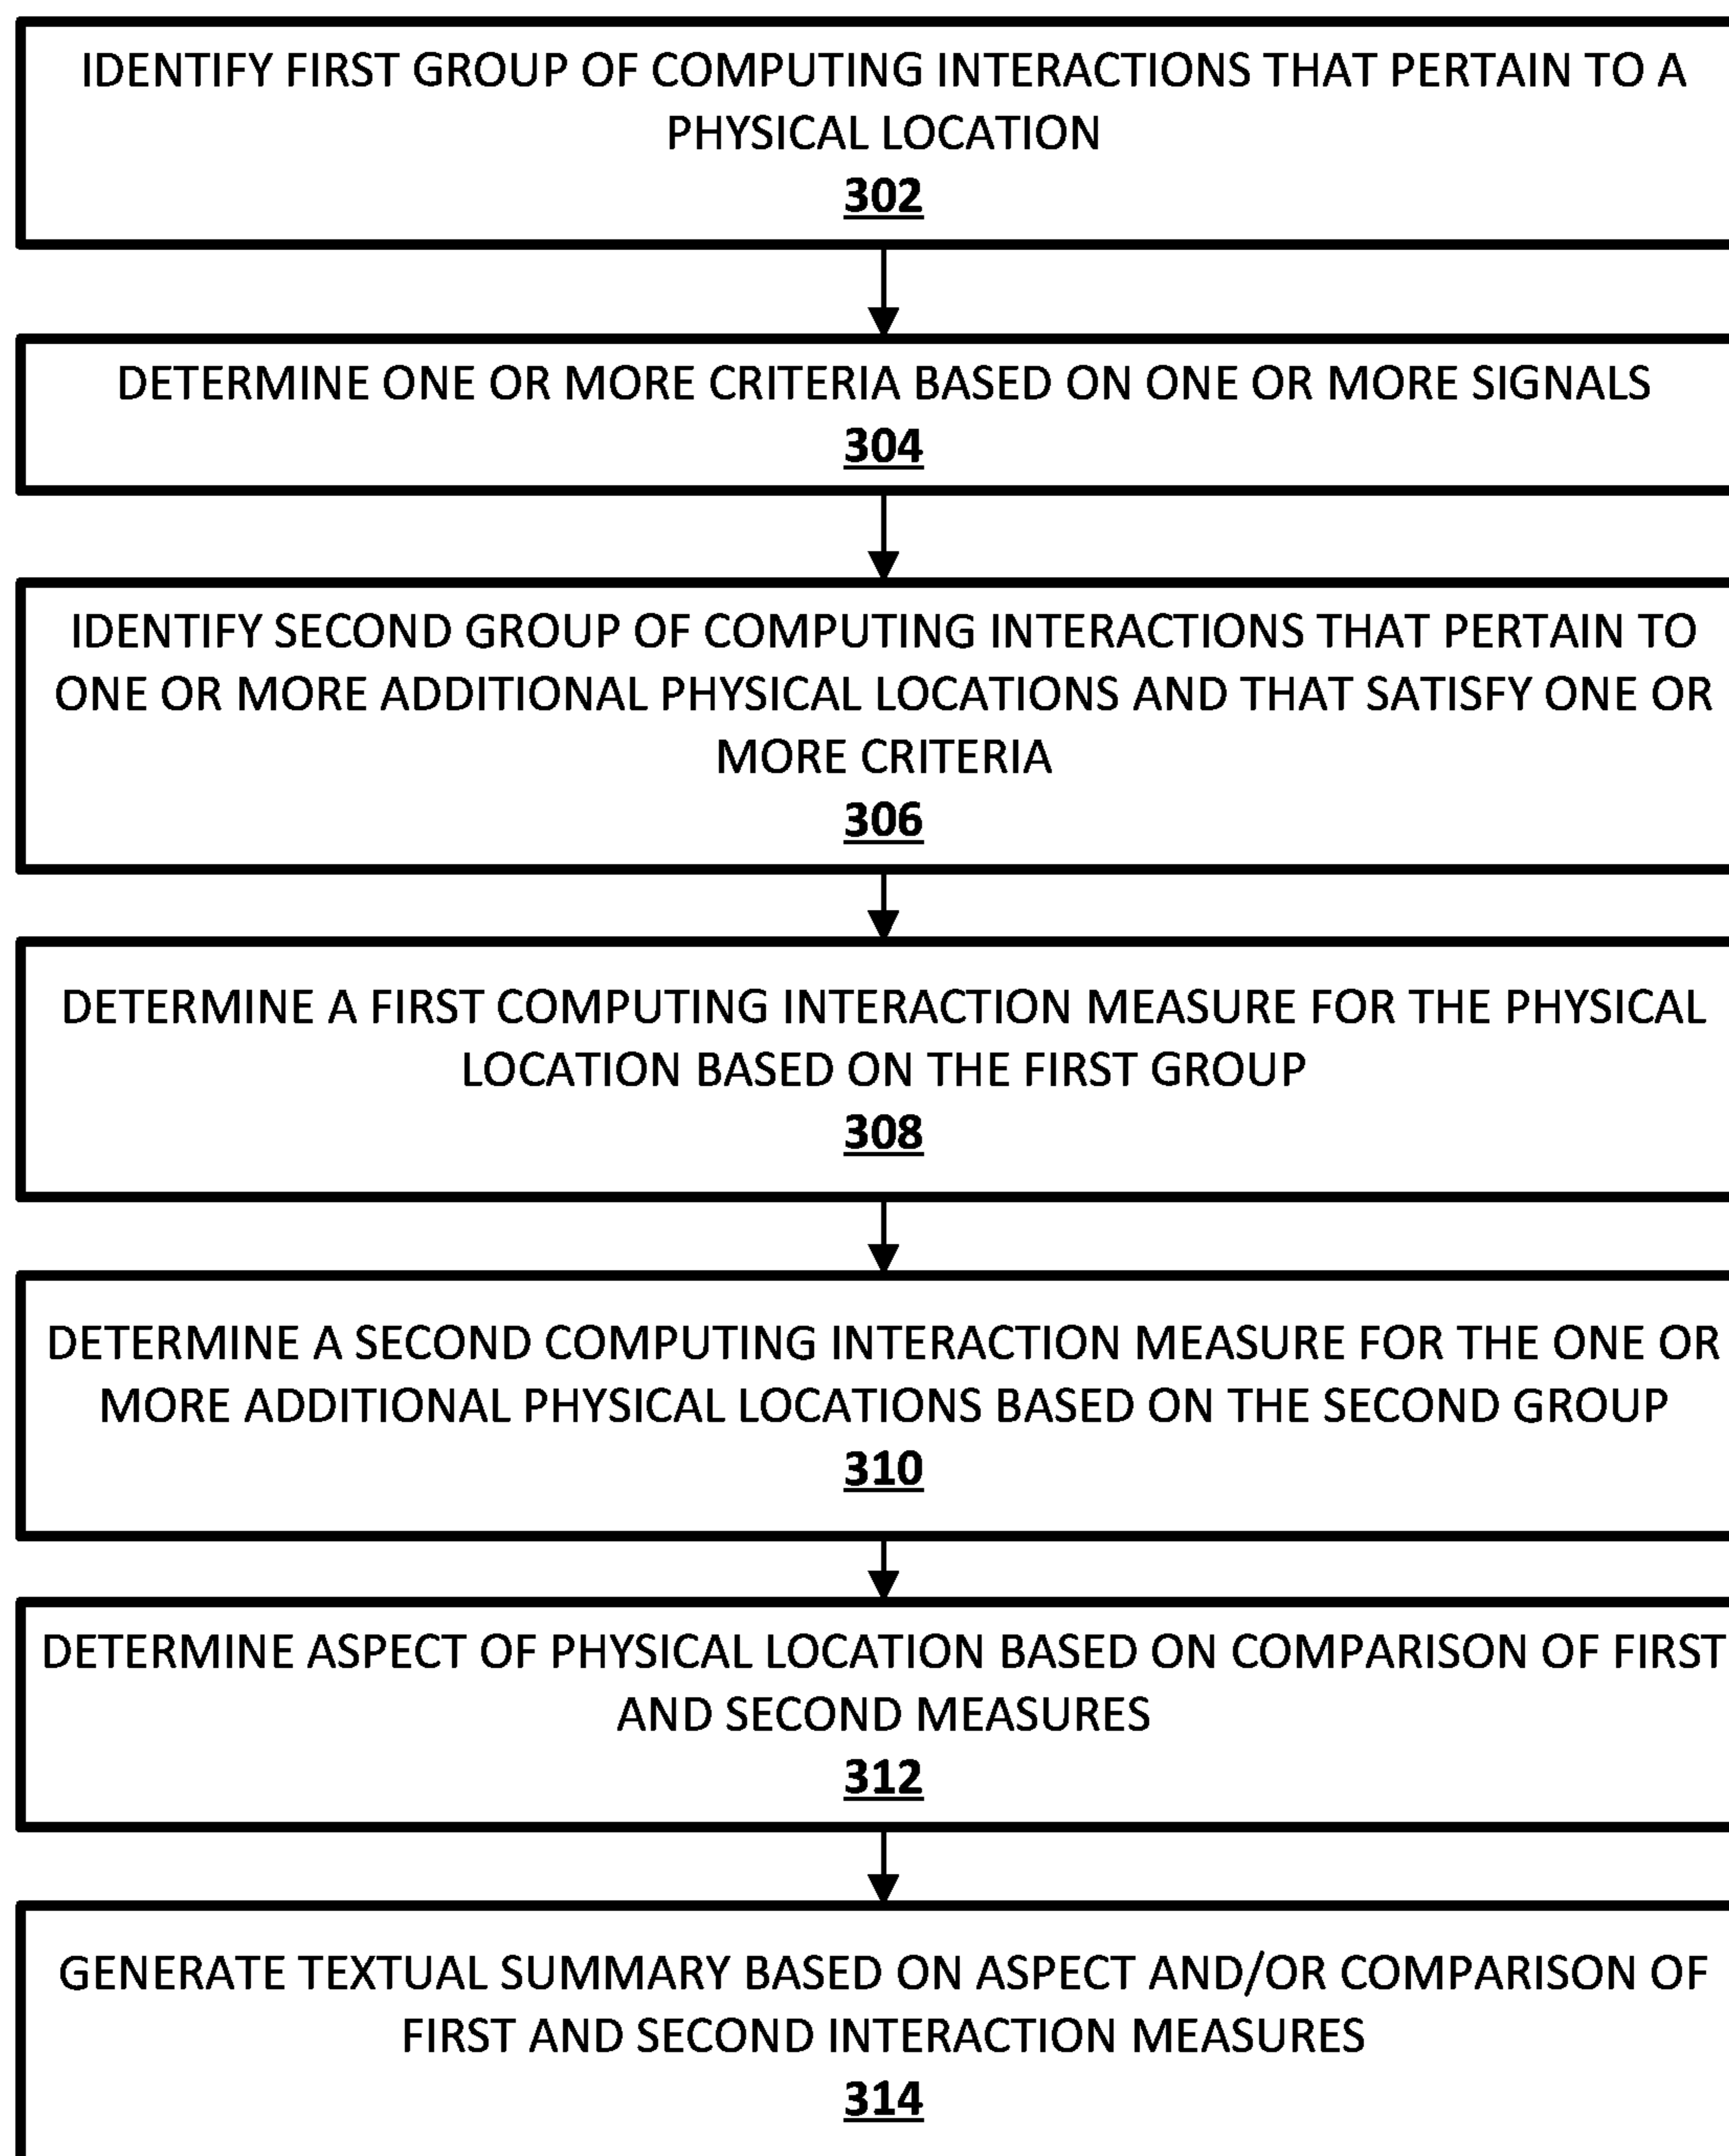 IDENTIFY FIRST GROUP OF COMPUTING INTERACTIONS THAT PERTAIN TO A
PHYSICAL LOCATION
302
DETERMINE ONE OR MORE CRITERIA BASED ON ONE OR MORE SIGNALS
304
IDENTIFY SECOND GROUP OF COMPUTING INTERACTIONS THAT PERTAIN TO
ONE OR MORE ADDITIONAL PHYSICAL LOCATIONS AND THAT SATISFY ONE OR
MORE CRITERIA
306
DETERMINE A FIRST COMPUTING INTERACTION MEASURE FOR THE PHYSICAL
LOCATION BASED ON THE FIRST GROUP
308
DETERMINE A SECOND COMPUTING INTERACTION MEASURE FOR THE ONE OR
MORE ADDITIONAL PHYSICAL LOCATIONS BASED ON THE SECOND GROUP
310
DETERMINE ASPECT OF PHYSICAL LOCATION BASED ON COMPARISON OF FIRST
AND SECOND MEASURES
312
GENERATE TEXTUAL SUMMARY BASED ON ASPECT AND/OR COMPARISON OF
FIRST AND SECOND INTERACTION MEASURES
314